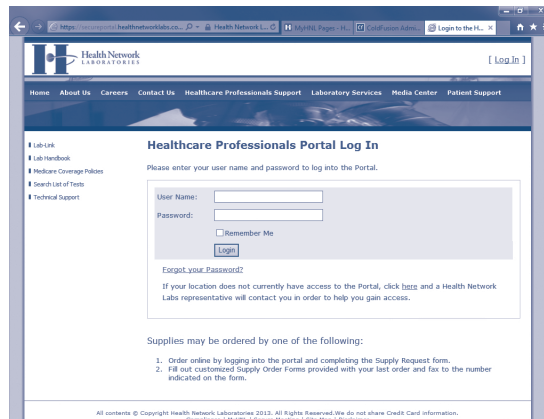 https://secureportal.healthnetworklabs.co...
Health Network L...
MyHNL Pages - H...
ColdFusion Admi...
Login to the H...
Health Network
LABORATORIES
[ Log In ]
Home About Us Careers Contact Us Healthcare Professionals Support Laboratory Services Media Center Patient Support
Lab-Link
Lab Handbook
Medicare Coverage Policies
Search List of Tests
Technical Support
Healthcare Professionals Portal Log In
Please enter your user name and password to log into the Portal.
User Name:
Password:
Remember Me
Login
Forgot your Password?
If your location does not currently have access to the Portal, click here and a Health Network
Labs representative will contact you in order to help you gain access.
Supplies may be ordered by one of the following:
1. Order online by logging into the portal and completing the Supply Request form.
2. Fill out customized Supply Order Forms provided with your last order and fax to the number
indicated on the form.
All contents © Copyright Health Network Laboratories 2012. All Rights Reserved.We do not share Credit Card information.